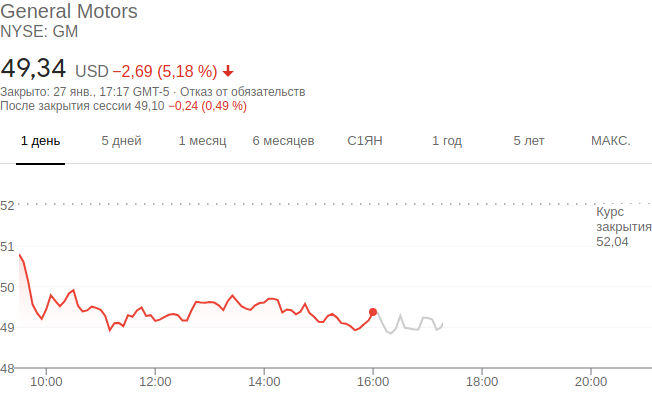 General Motors
NYSE: GM
49,34 USD −2,69 (5,18 %)
Закрыто: 27 янв., 17:17 GMT-5 · Отказ от обязательств
После закрытия сессии 49,10 −0,24 (0,49 %)
1 день 5 дней 1 месяц 6 месяцев С1ЯН 1 год 5 лет МАКС.
52
Курс
закрытия
52,04
51
50
49
48
10:00 12:00 14:00 16:00 18:00 20:00